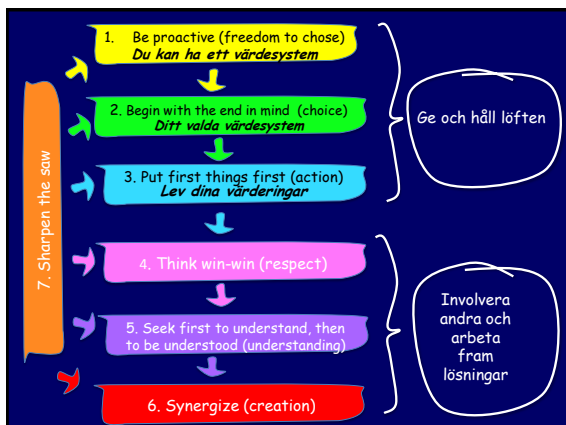 1. Be proactive (freedom to chose)
Du kan ha ett värdesystem
2. Begin with the end in mind (choice)
Ditt valda värdesystem
3. Put first things first (action)
Lev dina värderingar
4. Think win-win (respect)
5. Seek first to understand, then
to be understood (understanding)
6. Synergize (creation)
7. Sharpen the saw
Ge och håll löften
Involvera
andra och
arbeta
fram
lösningar